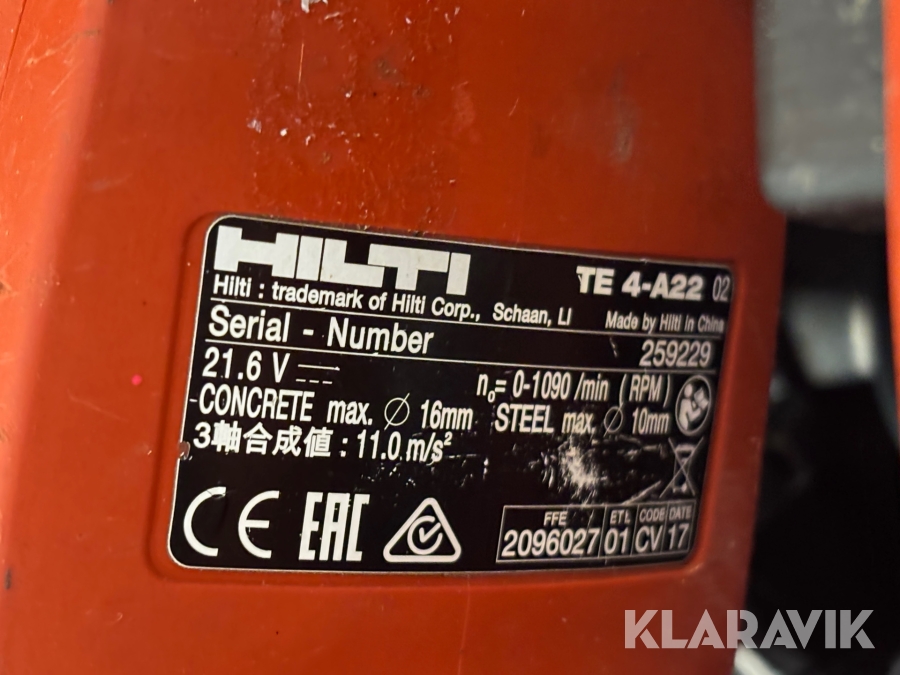 HILTI TE 4-A22 02
Hilti : trademark of Hilti Corp., Schaan, LI Made by Hilti in China
Serial - Number 259229
21.6 V n₀= 0-1090 /min (RPM)
CONCRETE max. ∅ 16mm STEEL max. ∅ 10mm
3軸合成値 : 11.0 m/s²
CE EAC
FFE ETL CODE DATE
2096027 01 CV 17
KLARAVIK